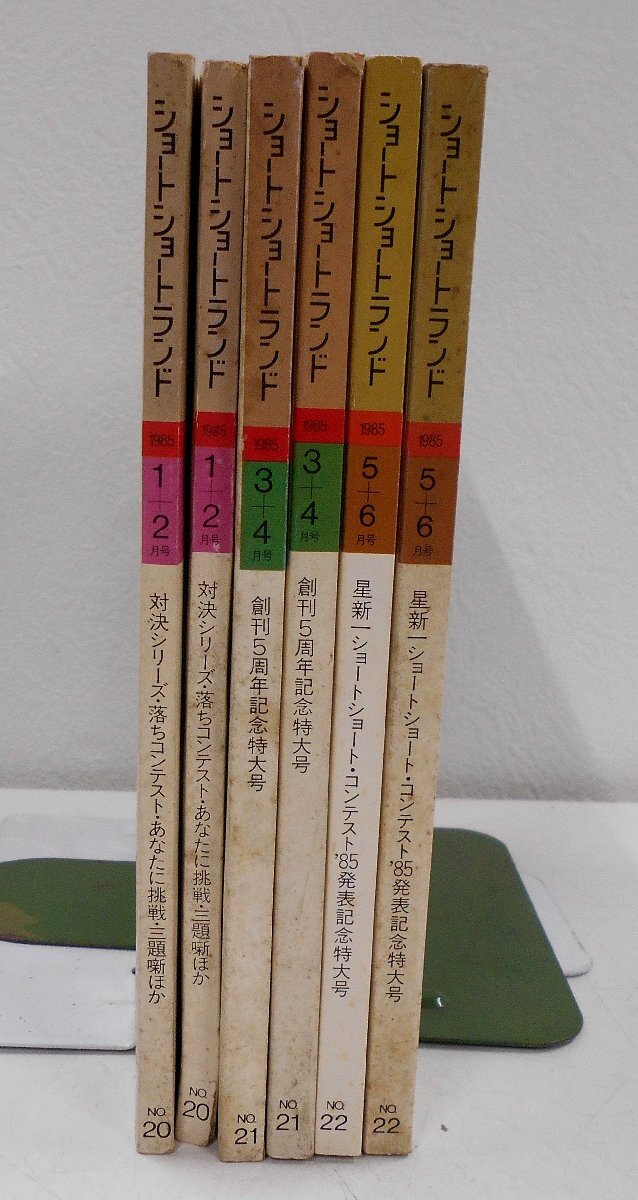 ショートショートランド
1985
1+2
月号
対決シリーズ・落ちコンテスト・あなたに挑戦・三題噺ほか
NO.
20
ショートショートランド
1985
1+2
月号
対決シリーズ・落ちコンテスト・あなたに挑戦・三題噺ほか
NO.
20
ショートショートランド
1985
3+4
月号
創刊5周年記念特大号
NO.
21
ショートショートランド
1985
3+4
月号
創刊5周年記念特大号
NO.
21
ショートショートランド
1985
5+6
月号
星新一ショートショート・コンテスト'85発表記念特大号
NO.
22
ショートショートランド
1985
5+6
月号
星新一ショートショート・コンテスト'85発表記念特大号
NO.
22